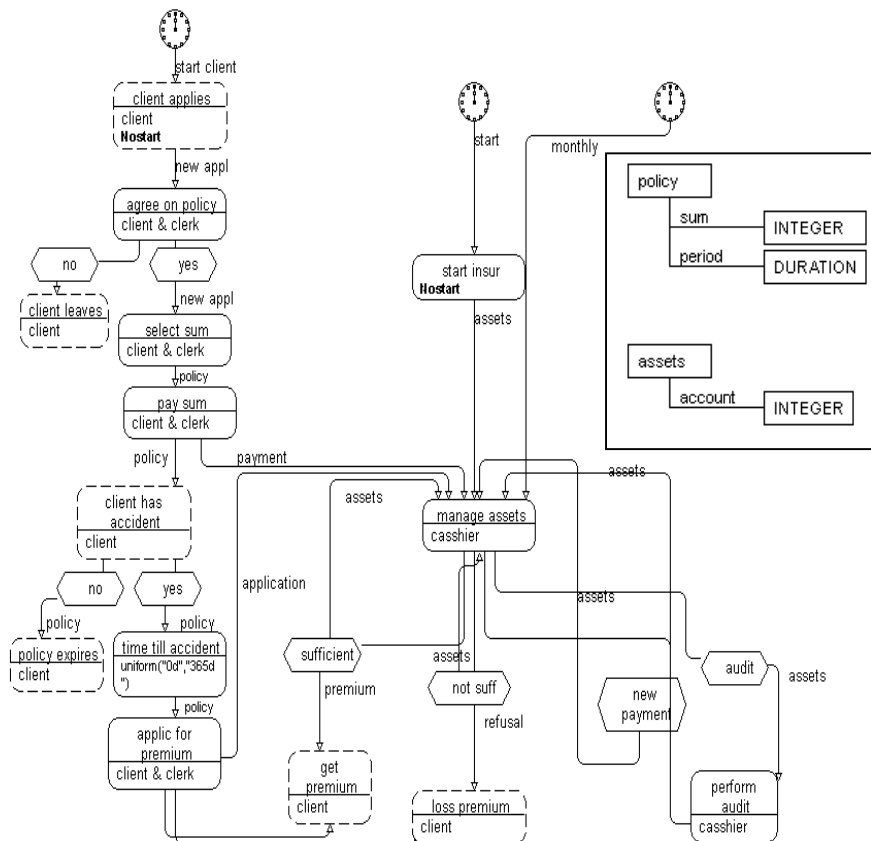 start client
client applies
client
Nostart
new appl
agree on policy
client & clerk
no
yes
client leaves
client
new appl
select sum
client & clerk
policy
pay sum
client & clerk
policy
payment
client has
accident
client
no
yes
policy
policy
policy expires
client
time till accident
uniform("0d","365d
")
policy
applic for
premium
client & clerk
application
start
monthly
start insur
Nostart
assets
assets
assets
manage assets
casshier
sufficient
assets
not suff
assets
new
payment
audit
assets
premium
refusal
get
premium
client
loss premium
client
perform
audit
casshier
policy
sum
INTEGER
period
DURATION
assets
account
INTEGER